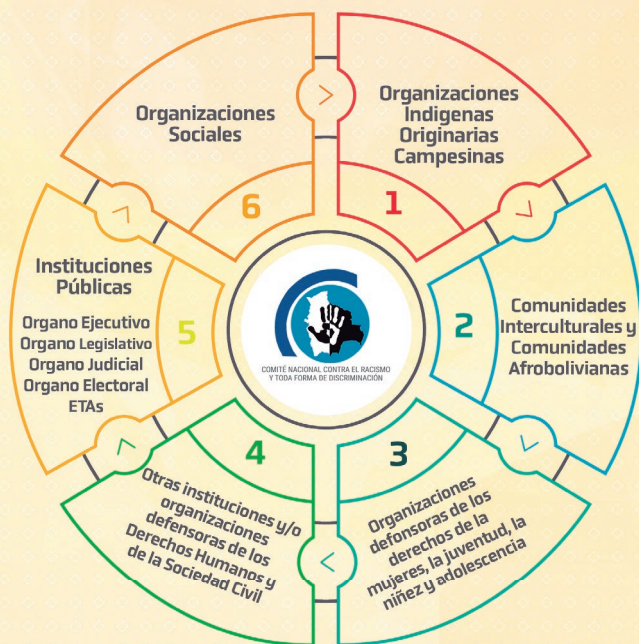 Organizaciones
Indigenas
Originarias
Campesinas
1
2
Comunidades
Interculturales y
Comunidades
Afrobolivianas
3
Organizaciones
defonsoras de los
derechos de la
mujeres, la juventud, la
niñez y adolescencia
4
Otras instituciones y/o
organizaciones
defensoras de los
Derechos Humanos y
de la Sociedad Civil
5
Instituciones
Públicas
Organo Ejecutivo
Organo Legislativo
Organo Judicial
Organo Electoral
ETAs
6
Organizaciones
Sociales
COMITÉ NACIONAL CONTRA EL RACISMO
Y TODA FORMA DE DISCRIMINACIÓN